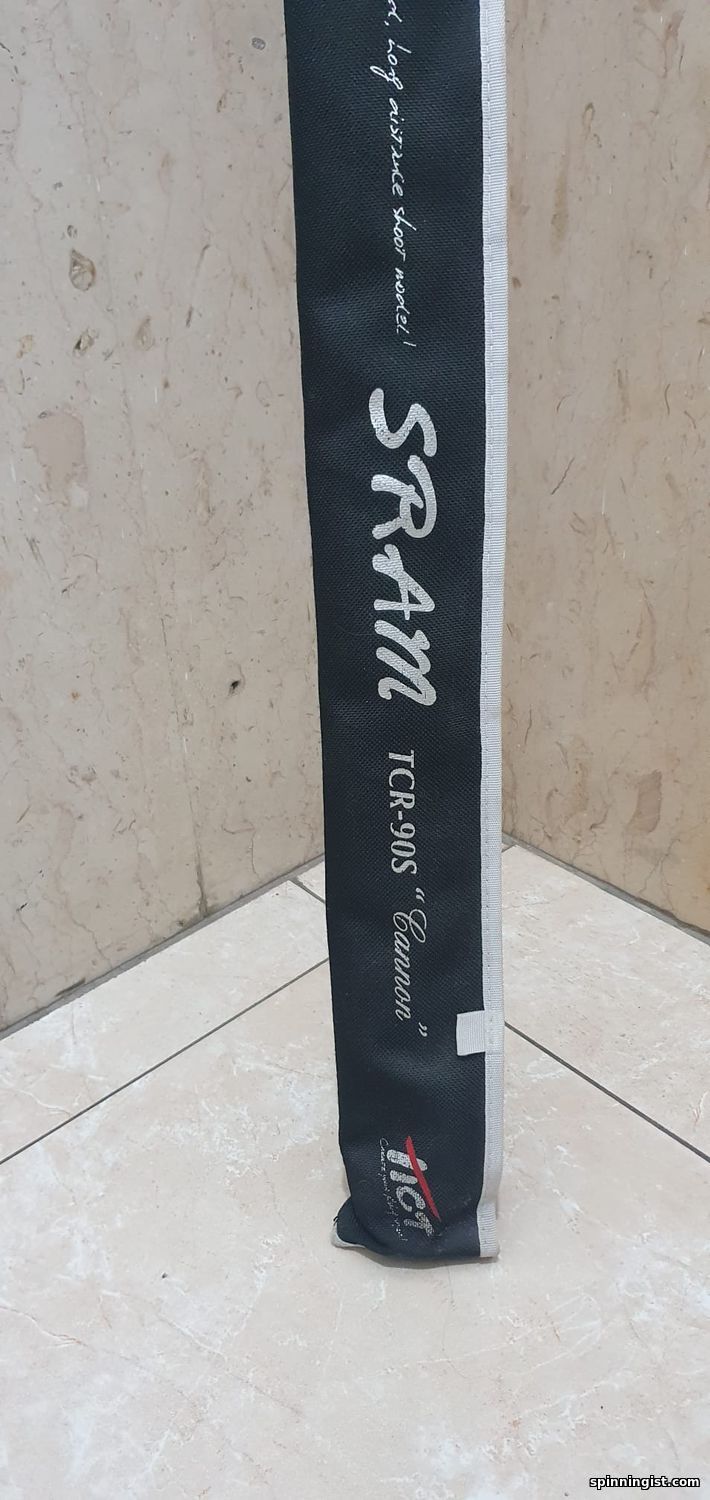 , Long distance shoot model!
SRAM
TCR-90S "Cannon"
TICT
spinningist.com